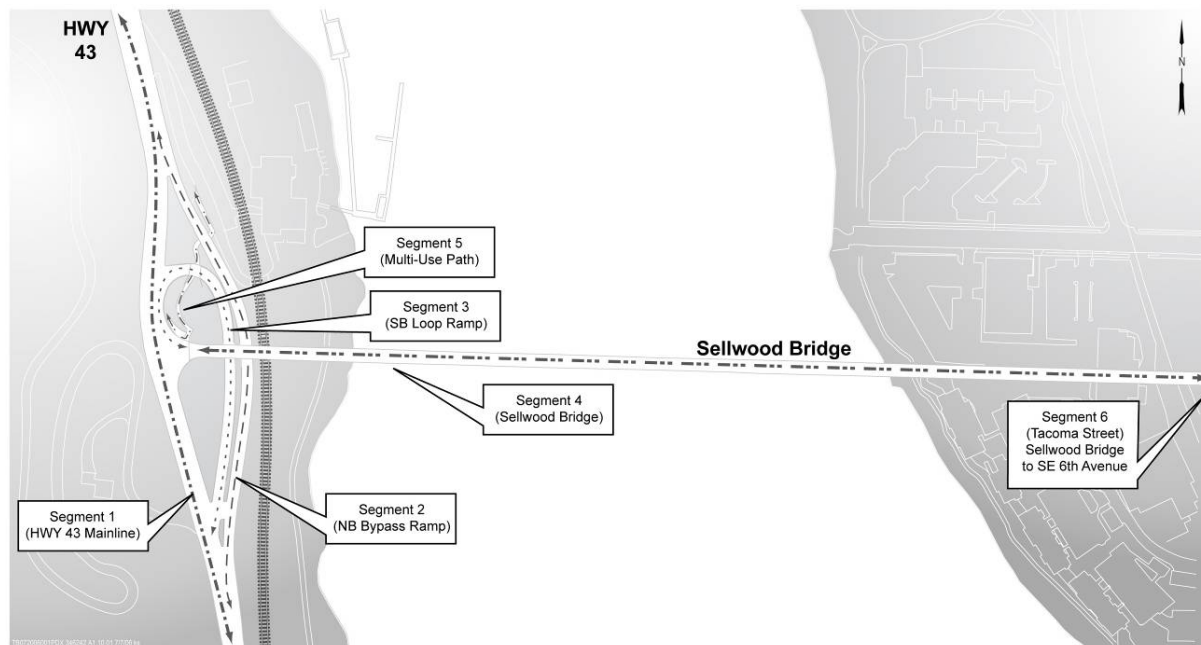 HWY
43
N
Segment 5
(Multi-Use Path)
Segment 3
(SB Loop Ramp)
Sellwood Bridge
Segment 4
(Sellwood Bridge)
Segment 6
(Tacoma Street)
Sellwood Bridge
to SE 6th Avenue
Segment 1
(HWY 43 Mainline)
Segment 2
(NB Bypass Ramp)